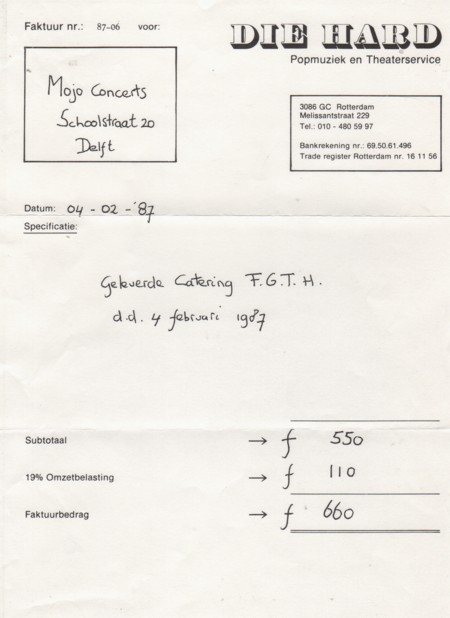 Faktuur nr.: 87-06 voor:
DIE HARD
Popmuziek en Theaterservice
Mojo Concerts
Schoolstraat 20
Delft
3086 GC Rotterdam
Melissantstraat 229
Tel.: 010 - 480 59 97
Bankrekening nr.: 69.50.61.496
Trade register Rotterdam nr. 16 11 56
Datum: 04 - 02 - '87
Specificatie:
Geleverde Catering F.G.T.H.
d.d. 4 februari 1987
Subtotaal → ƒ 550
19% Omzetbelasting → ƒ 110
Faktuurbedrag → ƒ 660